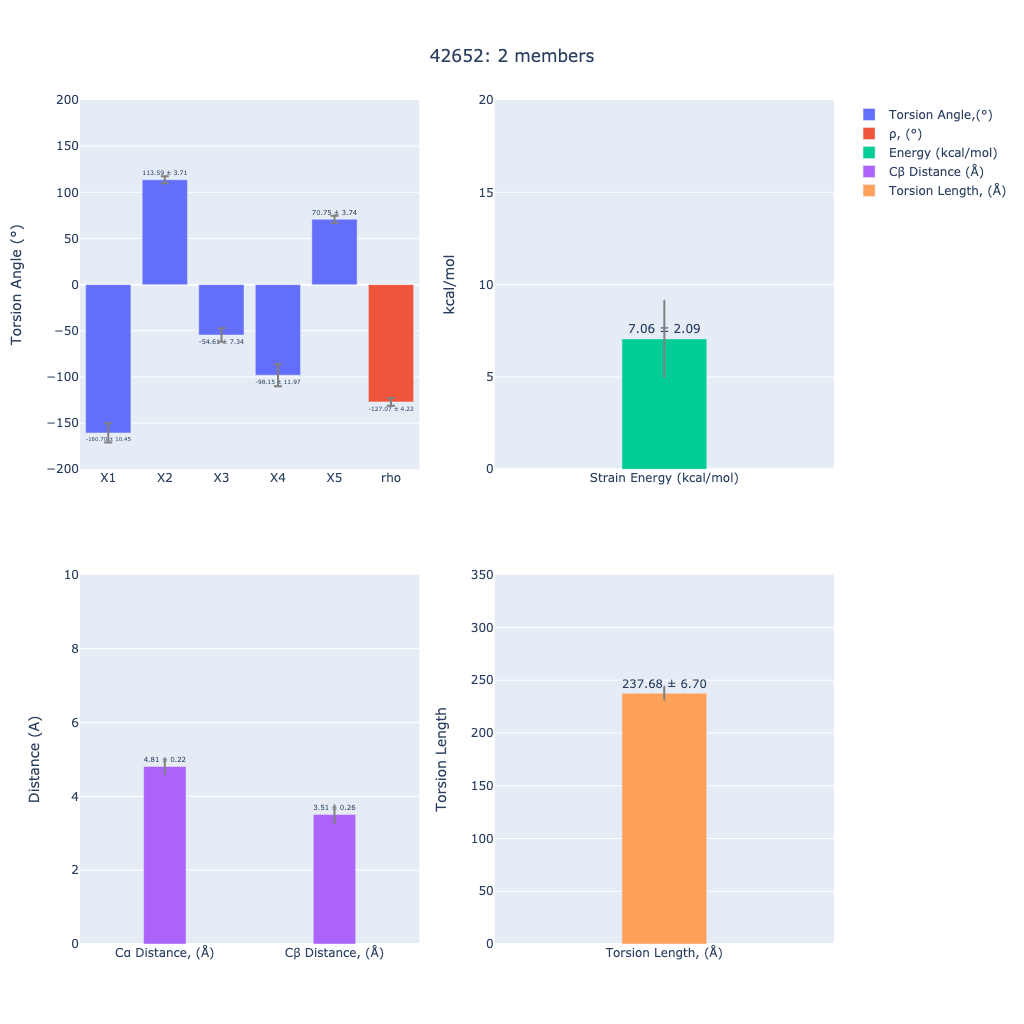 42652: 2 members
200
150
100
50
0
−50
−100
−150
−200
Torsion Angle (°)
113.59 ± 3.71
70.75 ± 3.74
-54.61 ± 7.34
-98.15 ± 11.97
-127.07 ± 4.22
-160.70 ± 10.45
X1 X2 X3 X4 X5 rho
20
15
10
5
0
kcal/mol
7.06 ± 2.09
Strain Energy (kcal/mol)
Torsion Angle,(°)
ρ, (°)
Energy (kcal/mol)
Cβ Distance (Å)
Torsion Length, (Å)
10
8
6
4
2
0
Distance (A)
4.81 ± 0.22
3.51 ± 0.26
Cα Distance, (Å) Cβ Distance, (Å)
350
300
250
200
150
100
50
0
Torsion Length
237.68 ± 6.70
Torsion Length, (Å)